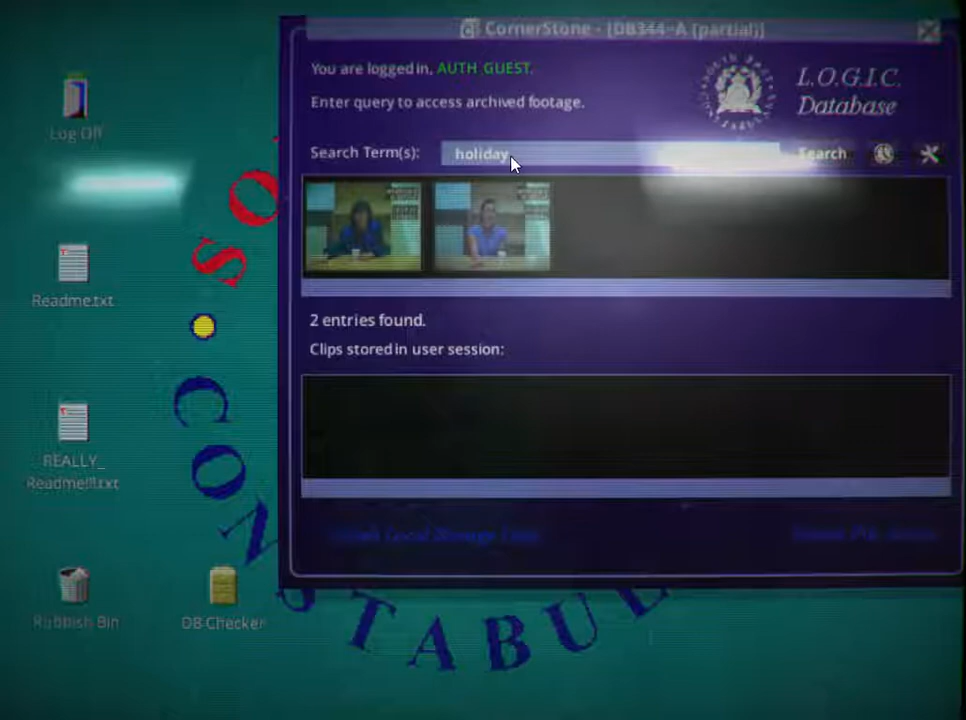 CornerStone - [DB344-A (partial)]
You are logged in, AUTH_GUEST.
Enter query to access archived footage.
L.O.G.I.C.
Database
Search Term(s):
holiday
Search
2 entries found.
Clips stored in user session:
Log Off
Readme.txt
REALLY_
Readme!!!.txt
Rubbish Bin
DB Checker
SO
CONSTABUL